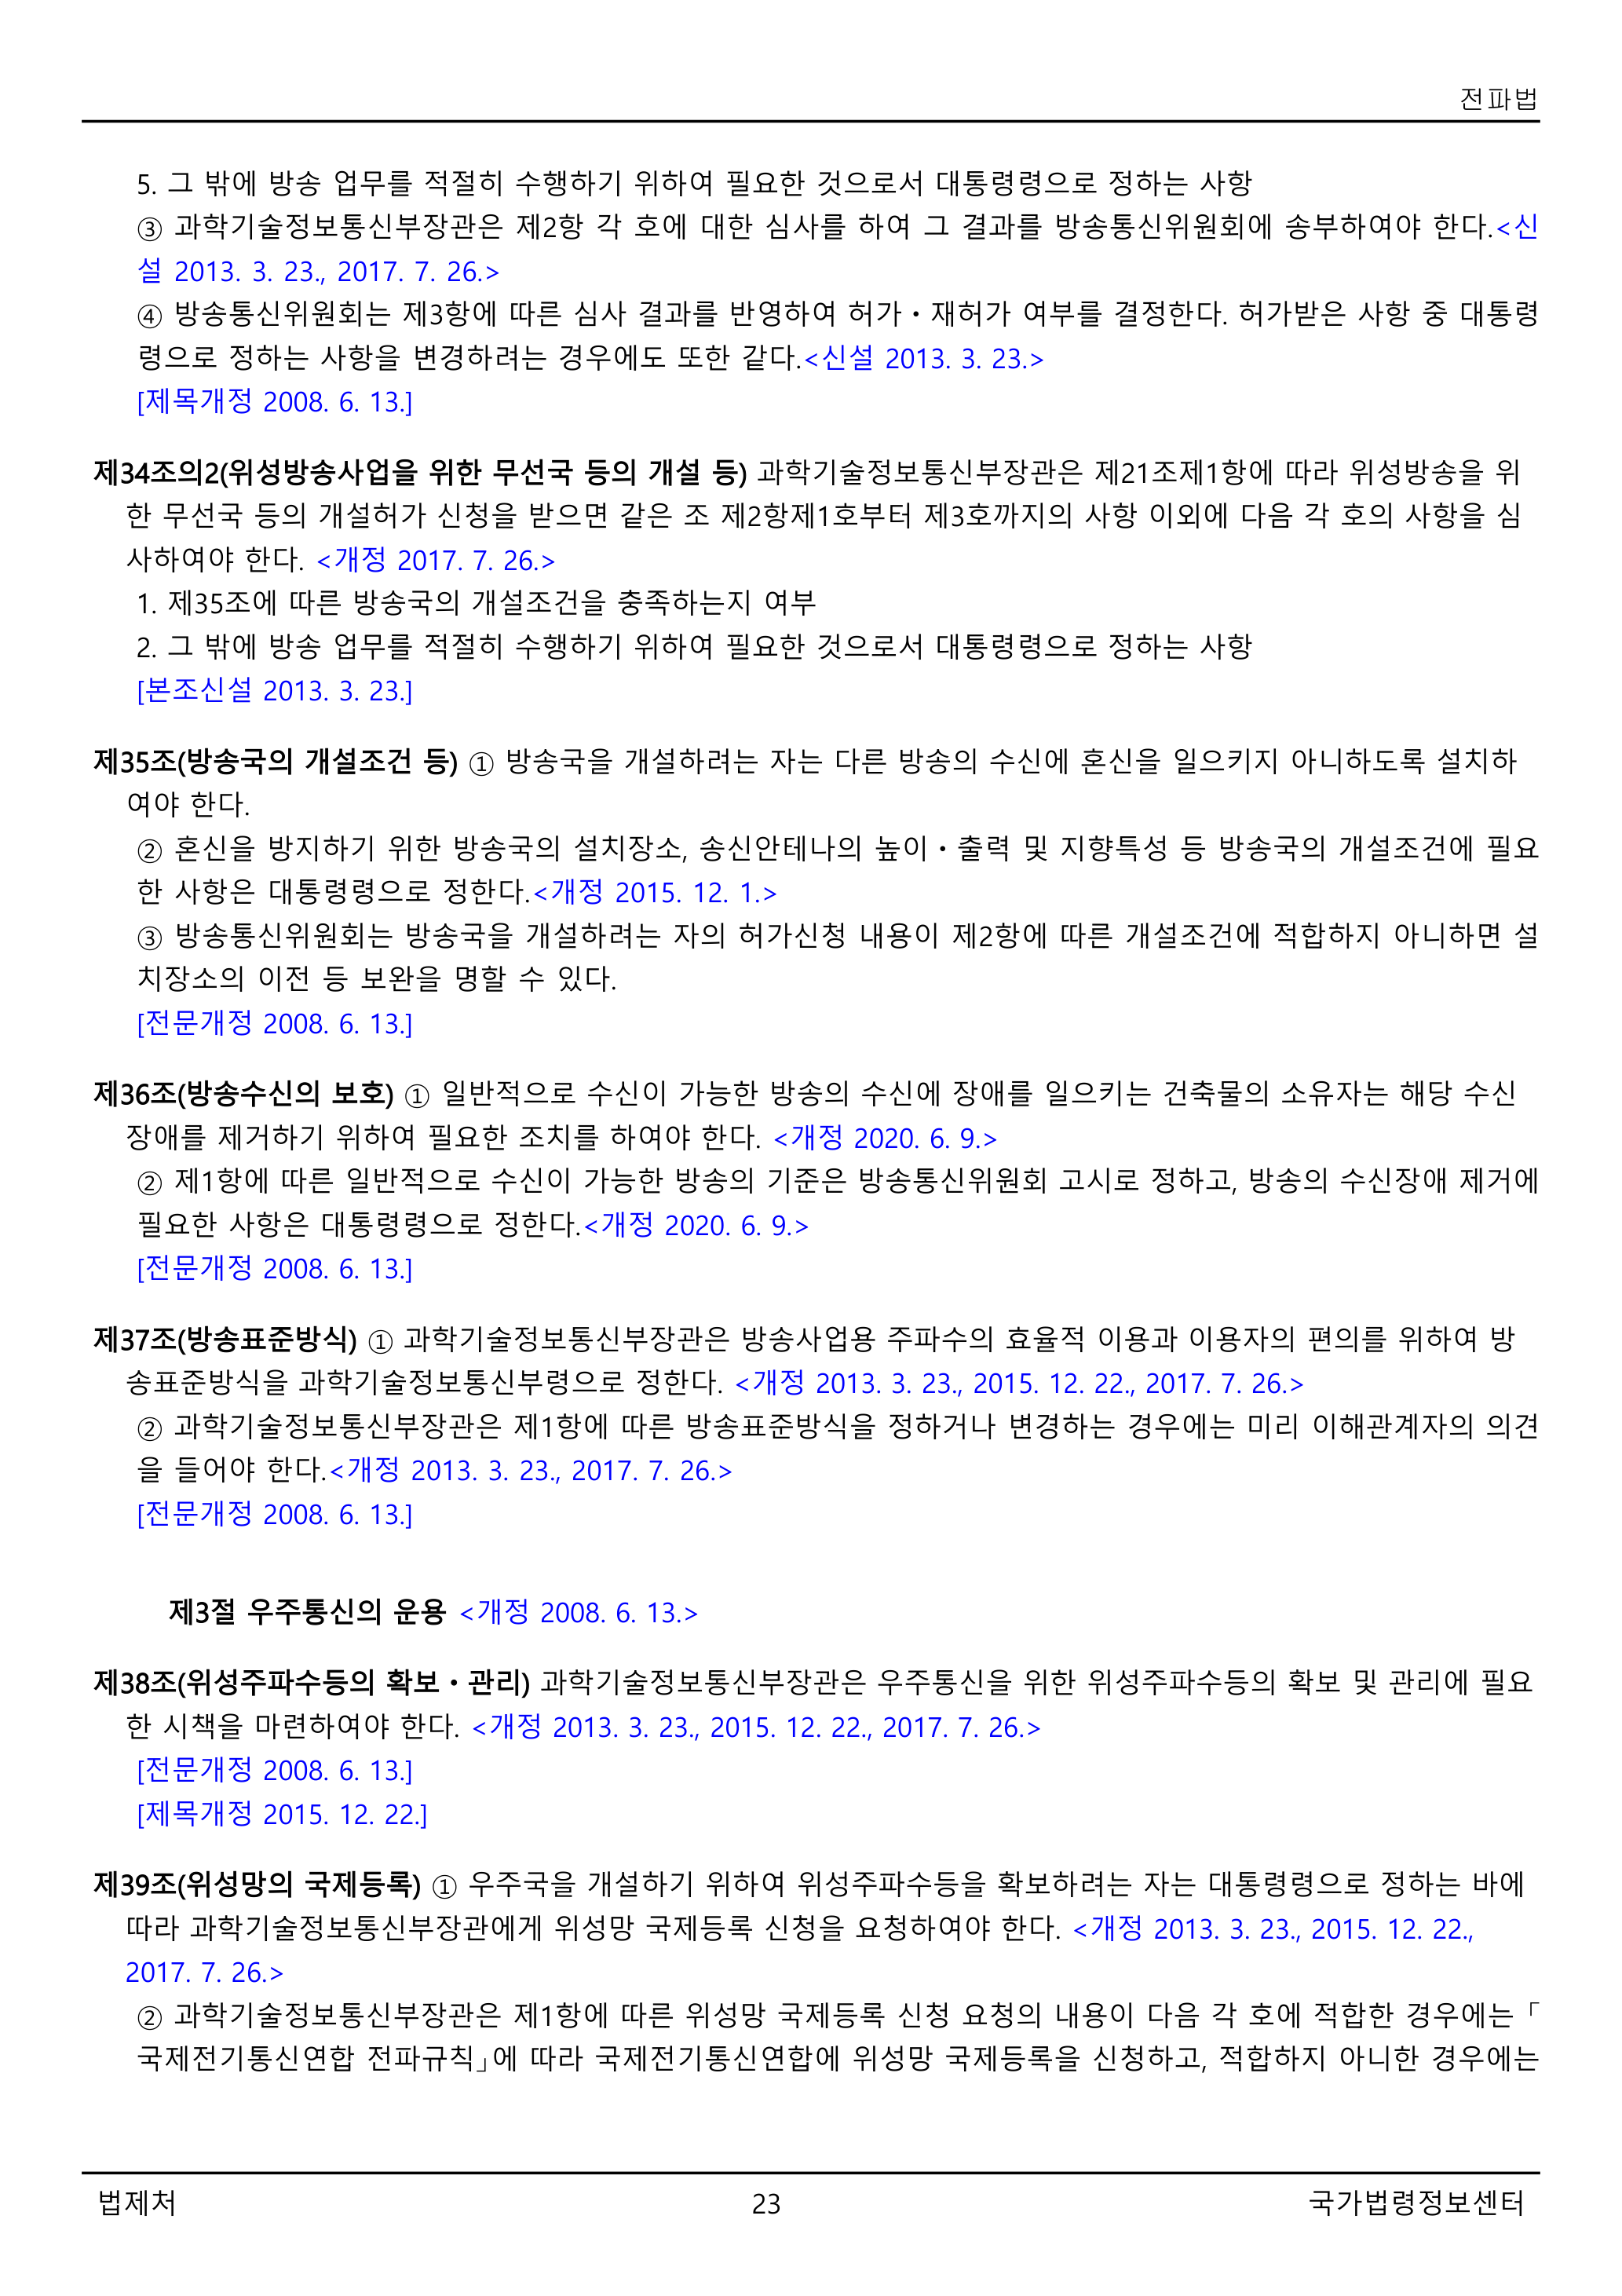 전파법
5. 그 밖에 방송 업무를 적절히 수행하기 위하여 필요한 것으로서 대통령령으로 정하는 사항
③ 과학기술정보통신부장관은 제2항 각 호에 대한 심사를 하여 그 결과를 방송통신위원회에 송부하여야 한다.<신
설 2013. 3. 23., 2017. 7. 26.>
④ 방송통신위원회는 제3항에 따른 심사 결과를 반영하여 허가ㆍ재허가 여부를 결정한다. 허가받은 사항 중 대통령
령으로 정하는 사항을 변경하려는 경우에도 또한 같다.<신설 2013. 3. 23.>
[제목개정 2008. 6. 13.]
제34조의2(위성방송사업을 위한 무선국 등의 개설 등) 과학기술정보통신부장관은 제21조제1항에 따라 위성방송을 위
한 무선국 등의 개설허가 신청을 받으면 같은 조 제2항제1호부터 제3호까지의 사항 이외에 다음 각 호의 사항을 심
사하여야 한다. <개정 2017. 7. 26.>
1. 제35조에 따른 방송국의 개설조건을 충족하는지 여부
2. 그 밖에 방송 업무를 적절히 수행하기 위하여 필요한 것으로서 대통령령으로 정하는 사항
[본조신설 2013. 3. 23.]
제35조(방송국의 개설조건 등) ① 방송국을 개설하려는 자는 다른 방송의 수신에 혼신을 일으키지 아니하도록 설치하
여야 한다.
② 혼신을 방지하기 위한 방송국의 설치장소, 송신안테나의 높이ㆍ출력 및 지향특성 등 방송국의 개설조건에 필요
한 사항은 대통령령으로 정한다.<개정 2015. 12. 1.>
③ 방송통신위원회는 방송국을 개설하려는 자의 허가신청 내용이 제2항에 따른 개설조건에 적합하지 아니하면 설
치장소의 이전 등 보완을 명할 수 있다.
[전문개정 2008. 6. 13.]
제36조(방송수신의 보호) ① 일반적으로 수신이 가능한 방송의 수신에 장애를 일으키는 건축물의 소유자는 해당 수신
장애를 제거하기 위하여 필요한 조치를 하여야 한다. <개정 2020. 6. 9.>
② 제1항에 따른 일반적으로 수신이 가능한 방송의 기준은 방송통신위원회 고시로 정하고, 방송의 수신장애 제거에
필요한 사항은 대통령령으로 정한다.<개정 2020. 6. 9.>
[전문개정 2008. 6. 13.]
제37조(방송표준방식) ① 과학기술정보통신부장관은 방송사업용 주파수의 효율적 이용과 이용자의 편의를 위하여 방
송표준방식을 과학기술정보통신부령으로 정한다. <개정 2013. 3. 23., 2015. 12. 22., 2017. 7. 26.>
② 과학기술정보통신부장관은 제1항에 따른 방송표준방식을 정하거나 변경하는 경우에는 미리 이해관계자의 의견
을 들어야 한다.<개정 2013. 3. 23., 2017. 7. 26.>
[전문개정 2008. 6. 13.]
제3절 우주통신의 운용 <개정 2008. 6. 13.>
제38조(위성주파수등의 확보ㆍ관리) 과학기술정보통신부장관은 우주통신을 위한 위성주파수등의 확보 및 관리에 필요
한 시책을 마련하여야 한다. <개정 2013. 3. 23., 2015. 12. 22., 2017. 7. 26.>
[전문개정 2008. 6. 13.]
[제목개정 2015. 12. 22.]
제39조(위성망의 국제등록) ① 우주국을 개설하기 위하여 위성주파수등을 확보하려는 자는 대통령령으로 정하는 바에
따라 과학기술정보통신부장관에게 위성망 국제등록 신청을 요청하여야 한다. <개정 2013. 3. 23., 2015. 12. 22.,
2017. 7. 26.>
② 과학기술정보통신부장관은 제1항에 따른 위성망 국제등록 신청 요청의 내용이 다음 각 호에 적합한 경우에는 「
국제전기통신연합 전파규칙」에 따라 국제전기통신연합에 위성망 국제등록을 신청하고, 적합하지 아니한 경우에는
법제처 23 국가법령정보센터